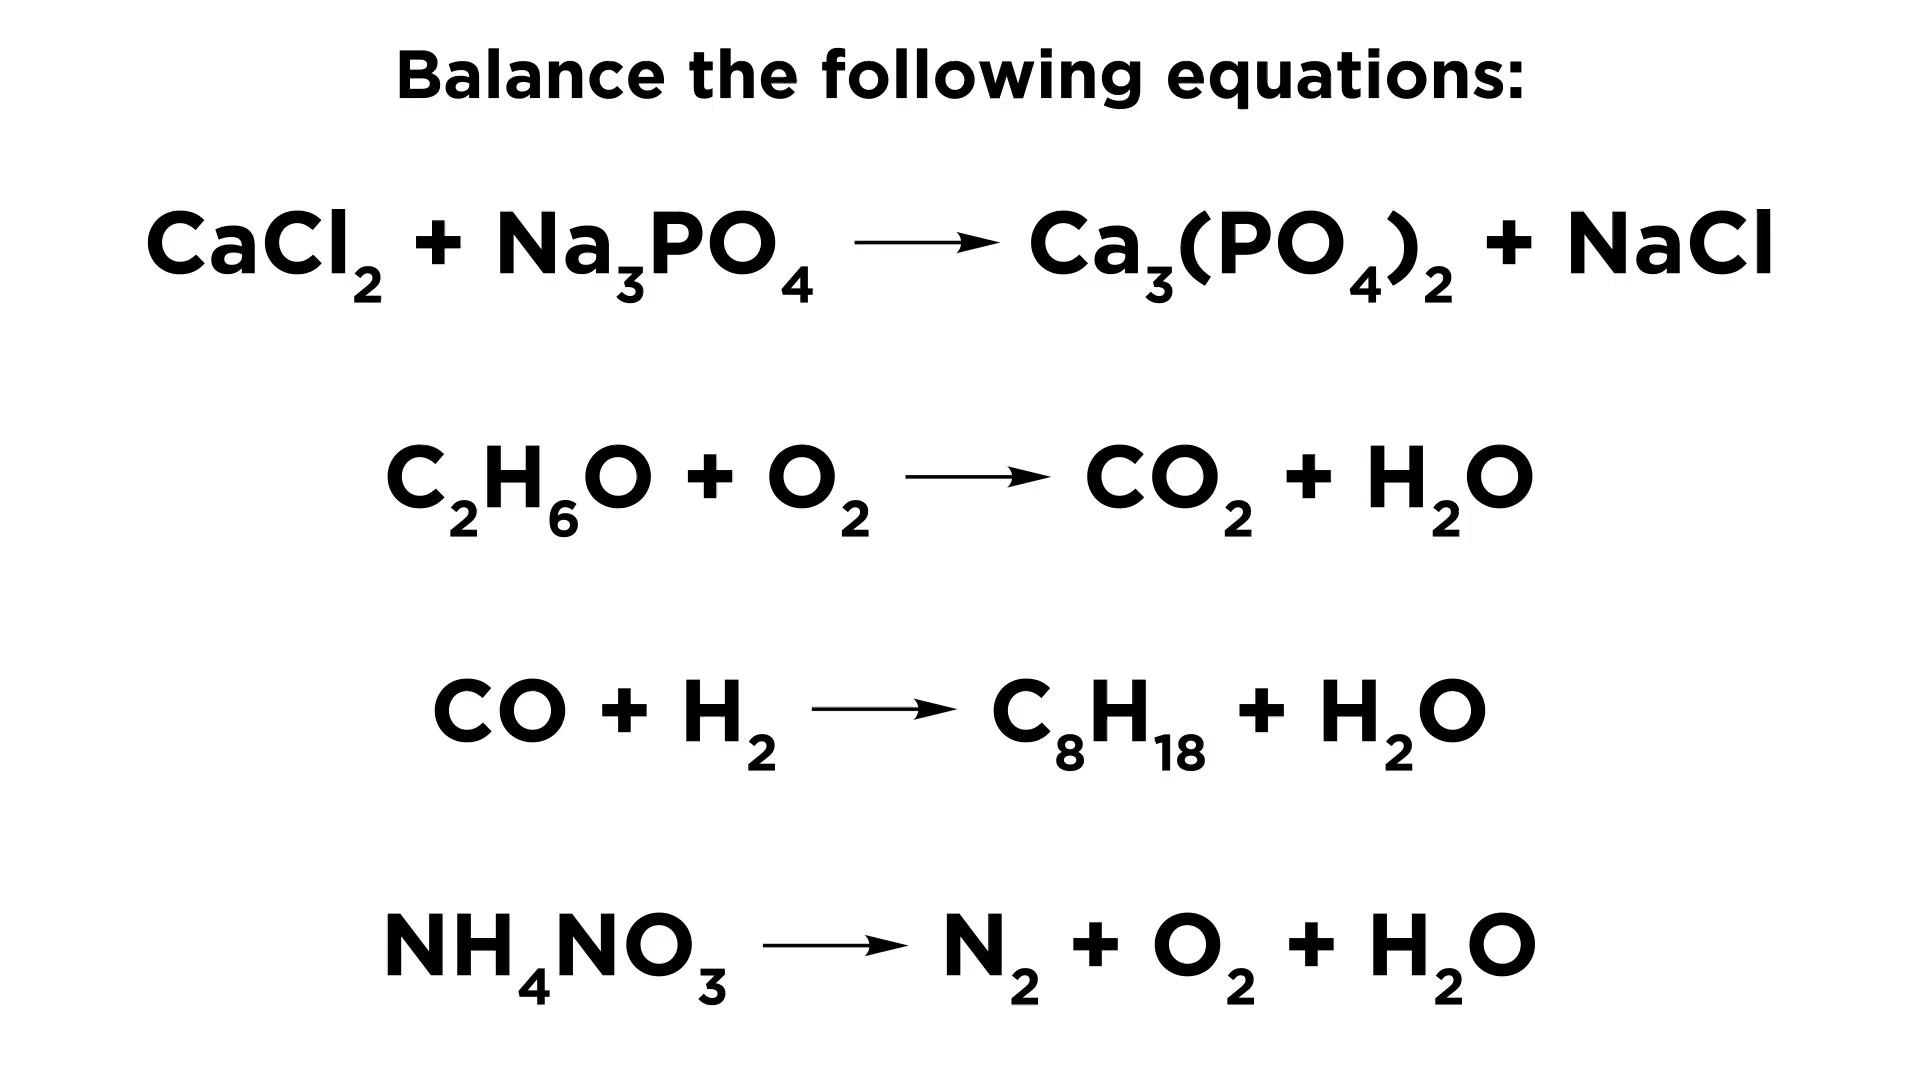 Balance the following equations:
CaCl₂ + Na₃PO₄ ⟶ Ca₃(PO₄)₂ + NaCl
C₂H₆O + O₂ ⟶ CO₂ + H₂O
CO + H₂ ⟶ C₈H₁₈ + H₂O
NH₄NO₃ ⟶ N₂ + O₂ + H₂O